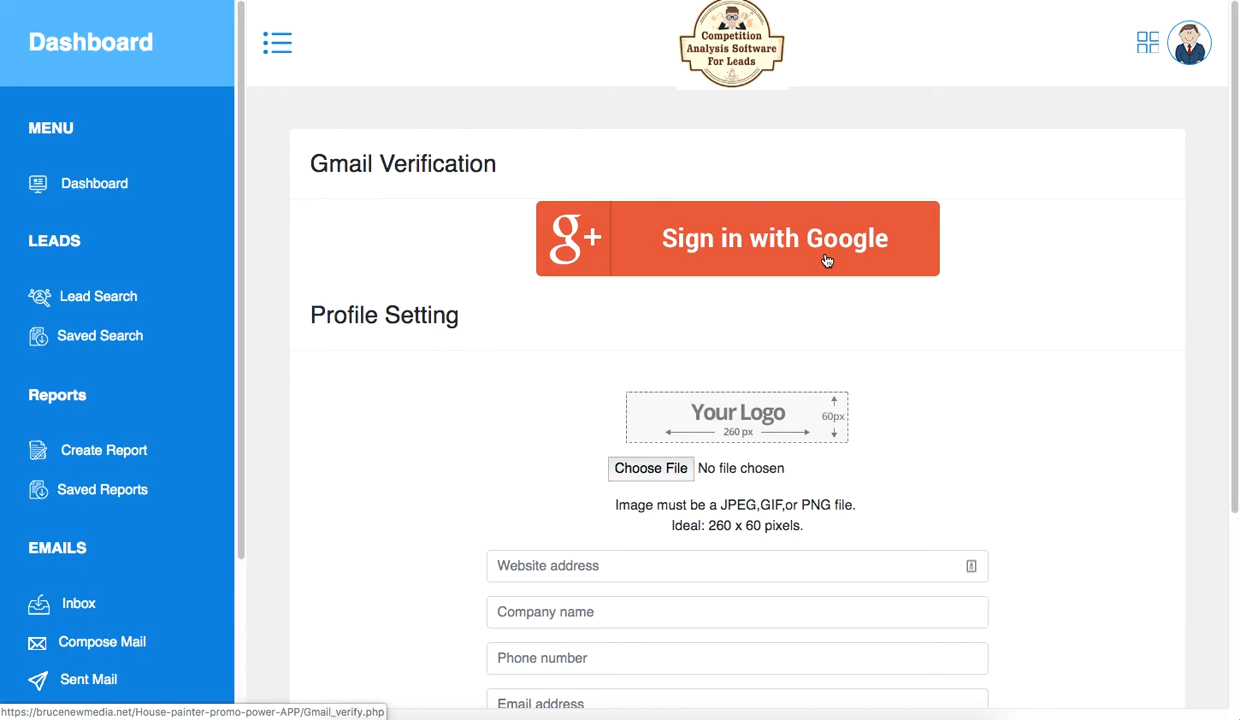 Dashboard
MENU
Dashboard
LEADS
Lead Search
Saved Search
Reports
Create Report
Saved Reports
EMAILS
Inbox
Compose Mail
Sent Mail
https://brucenewmedia.net/House-painter-promo-power-APP/Gmail_verify.php
Competition
Analysis Software
For Leads
Gmail Verification
g+ Sign in with Google
Profile Setting
Your Logo
260 px
60px
Choose File No file chosen
Image must be a JPEG,GIF,or PNG file.
Ideal: 260 x 60 pixels.
Website address
Company name
Phone number
Email address